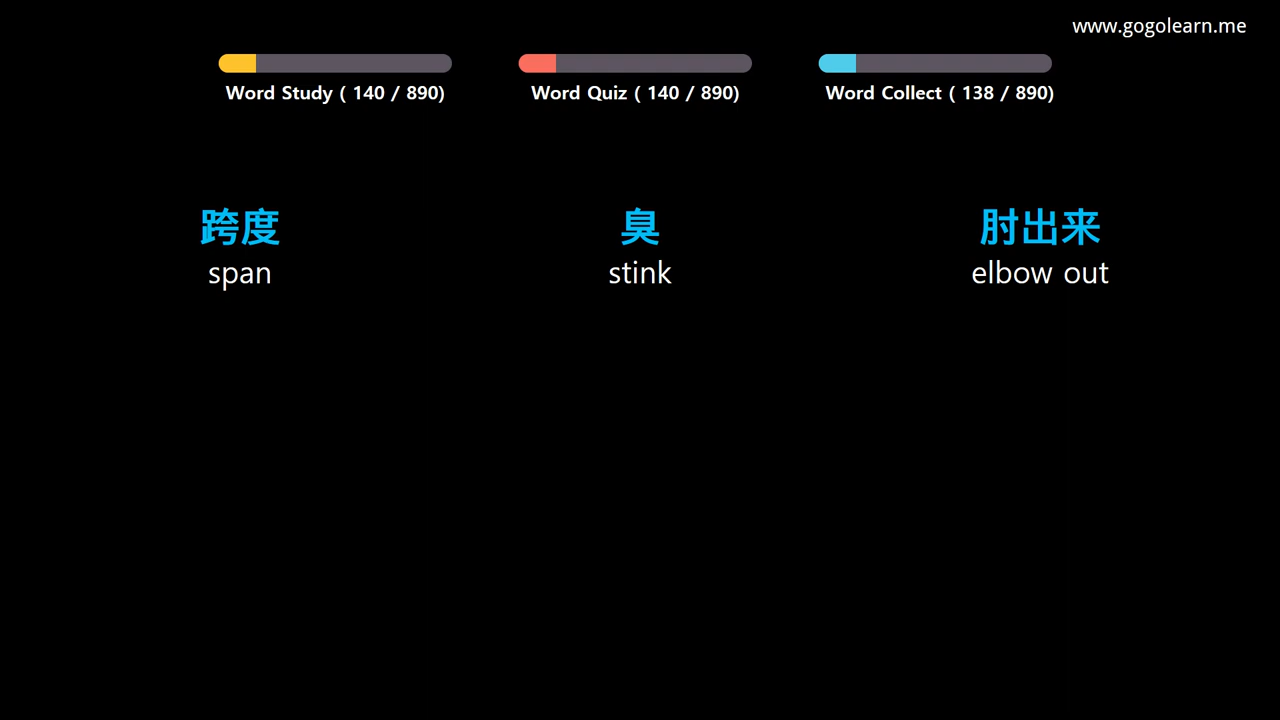 www.gogolearn.me
Word Study ( 140 / 890)
Word Quiz ( 140 / 890)
Word Collect ( 138 / 890)
跨度
span
臭
stink
肘出来
elbow out